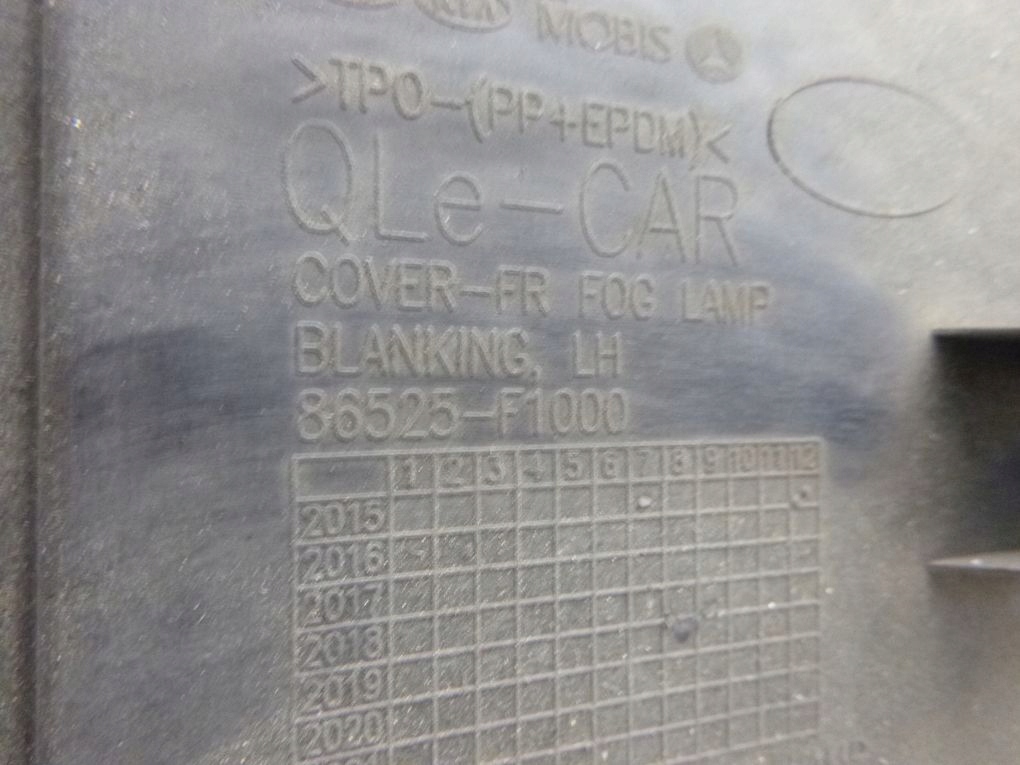 KIA MOBIS
>TPO-(PP+EPDM)<
QLe-CAR
COVER-FR FOG LAMP
BLANKING, LH
86525-F1000
1 2 3 4 5 6 7 8 9 10 11 12
2015
2016
2017
2018
2019
2020